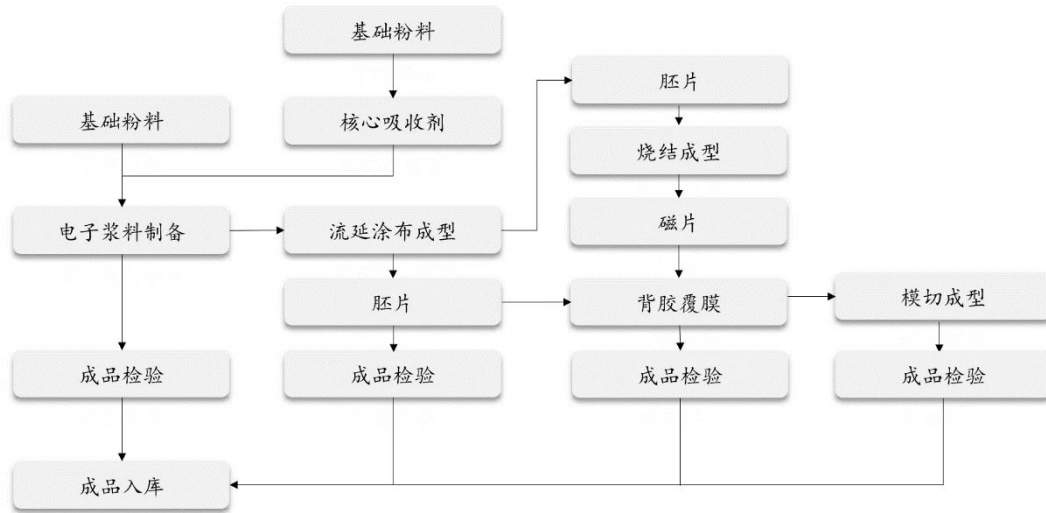 基础粉料
胚片
基础粉料
核心吸收剂
烧结成型
电子浆料制备
流延涂布成型
磁片
胚片
背胶覆膜
模切成型
成品检验
成品检验
成品检验
成品检验
成品入库